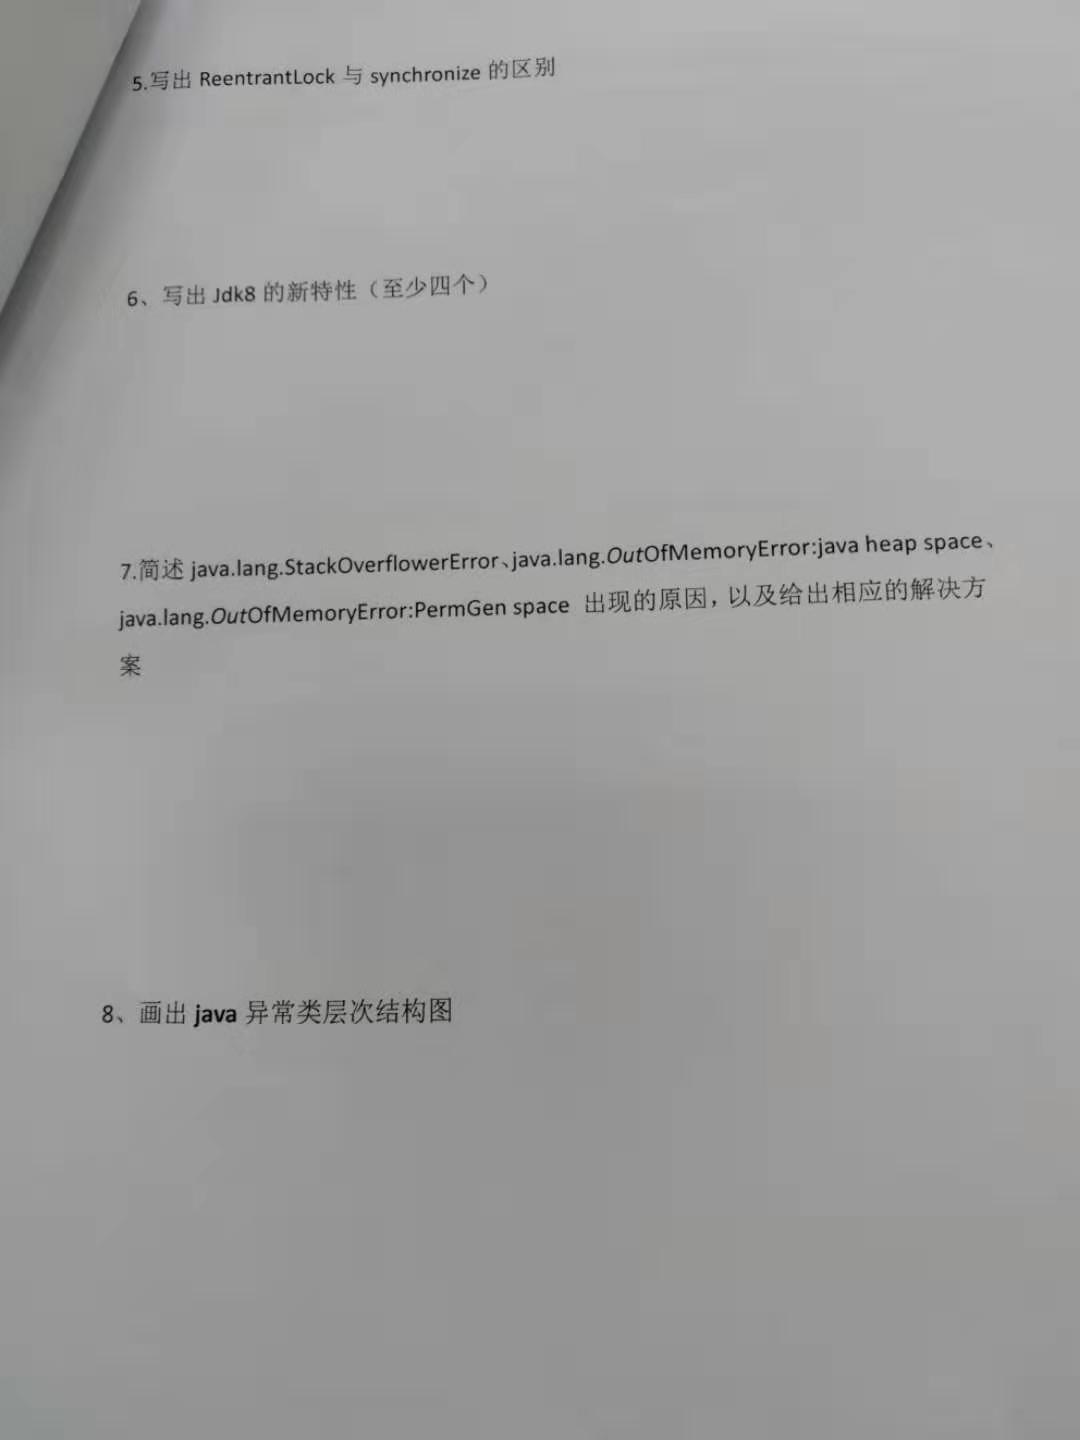 5.写出 ReentrantLock 与 synchronize 的区别
6、写出 Jdk8 的新特性（至少四个）
7.简述 java.lang.StackOverflowerError、java.lang.OutOfMemoryError:java heap space、
java.lang.OutOfMemoryError:PermGen space 出现的原因，以及给出相应的解决方
案
8、画出 java 异常类层次结构图